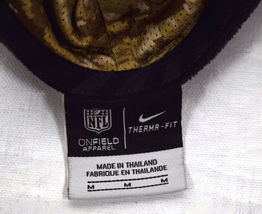 NFL
ONFIELD
APPAREL
THERMA-FIT
MADE IN THAILAND
FABRIQUE EN THAILANDE
M M M